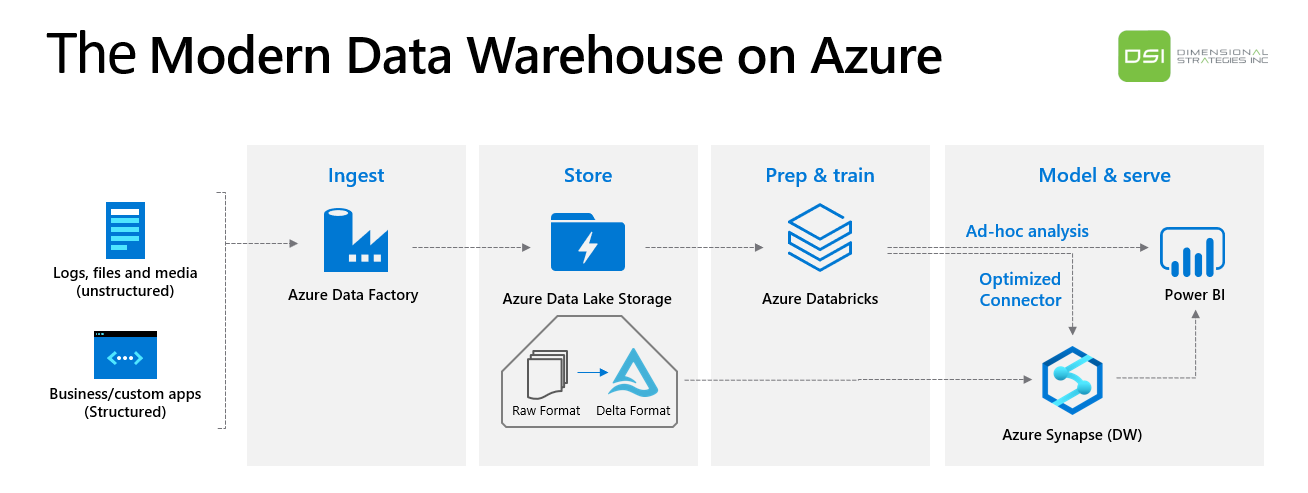 The Modern Data Warehouse on Azure
DSI
DIMENSIONAL
STRATEGIES INC
Logs, files and media
(unstructured)
Business/custom apps
(Structured)
Ingest
Azure Data Factory
Store
Azure Data Lake Storage
Raw Format
Delta Format
Prep & train
Azure Databricks
Model & serve
Ad-hoc analysis
Optimized
Connector
Power BI
Azure Synapse (DW)